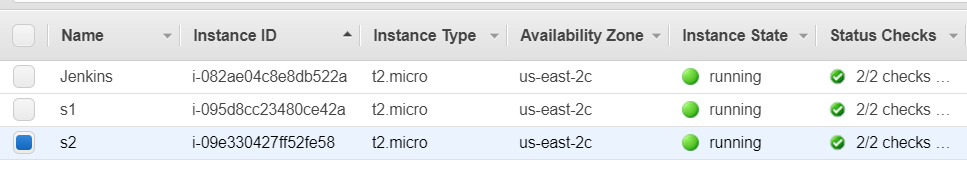 Name Instance ID Instance Type Availability Zone Instance State Status Checks
Jenkins i-082ae04c8e8db522a t2.micro us-east-2c running 2/2 checks ...
s1 i-095d8cc23480ce42a t2.micro us-east-2c running 2/2 checks ...
s2 i-09e330427ff52fe58 t2.micro us-east-2c running 2/2 checks ...